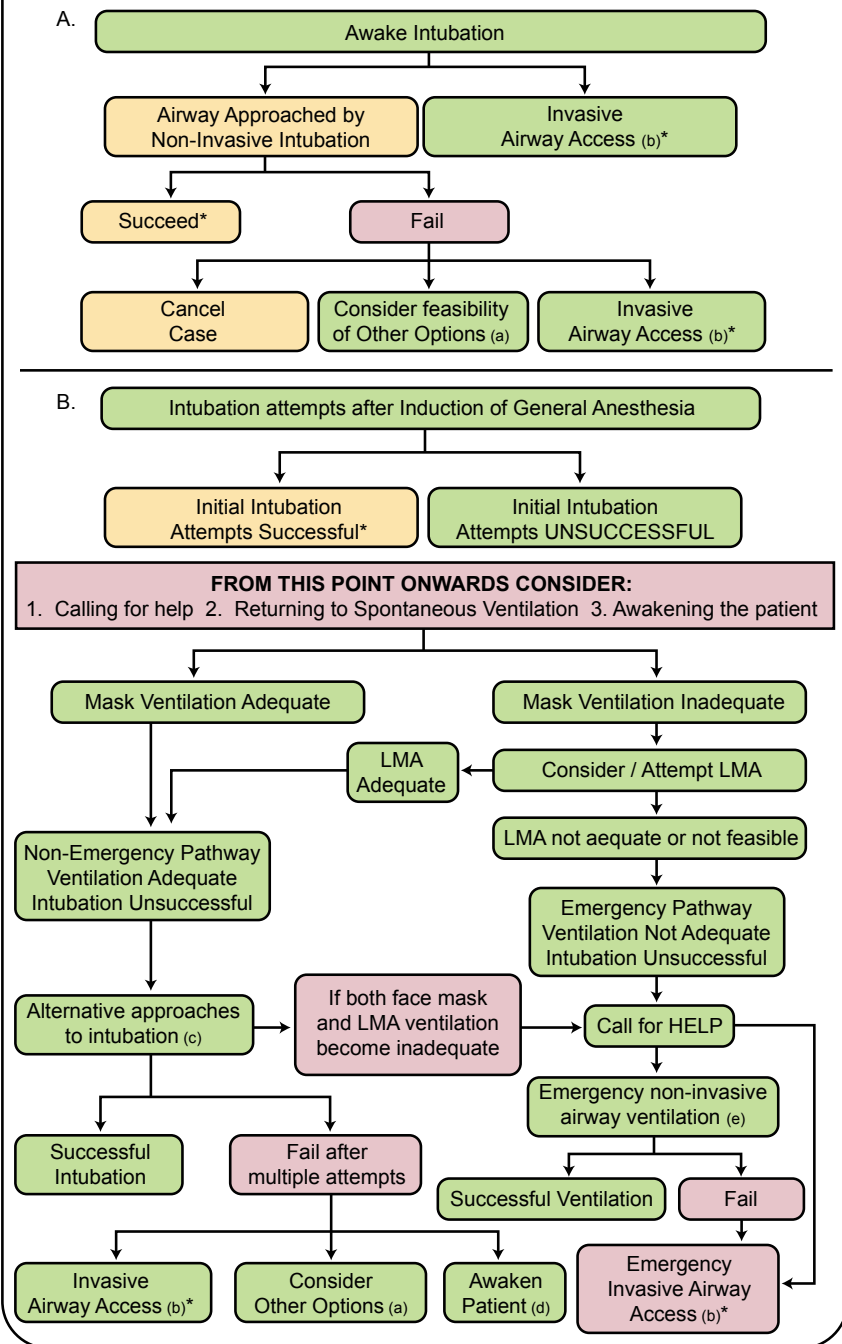 A.
Awake Intubation
Airway Approached by
Non-Invasive Intubation
Invasive
Airway Access (b)*
Succeed*
Fail
Cancel
Case
Consider feasibility
of Other Options (a)
Invasive
Airway Access (b)*
B.
Intubation attempts after Induction of General Anesthesia
Initial Intubation
Attempts Successful*
Initial Intubation
Attempts UNSUCCESSFUL
FROM THIS POINT ONWARDS CONSIDER:
1. Calling for help 2. Returning to Spontaneous Ventilation 3. Awakening the patient
Mask Ventilation Adequate
Mask Ventilation Inadequate
LMA
Adequate
Consider / Attempt LMA
LMA not aequate or not feasible
Non-Emergency Pathway
Ventilation Adequate
Intubation Unsuccessful
Emergency Pathway
Ventilation Not Adequate
Intubation Unsuccessful
Alternative approaches
to intubation (c)
If both face mask
and LMA ventilation
become inadequate
Call for HELP
Emergency non-invasive
airway ventilation (e)
Successful
Intubation
Fail after
multiple attempts
Successful Ventilation
Fail
Invasive
Airway Access (b)*
Consider
Other Options (a)
Awaken
Patient (d)
Emergency
Invasive Airway
Access (b)*